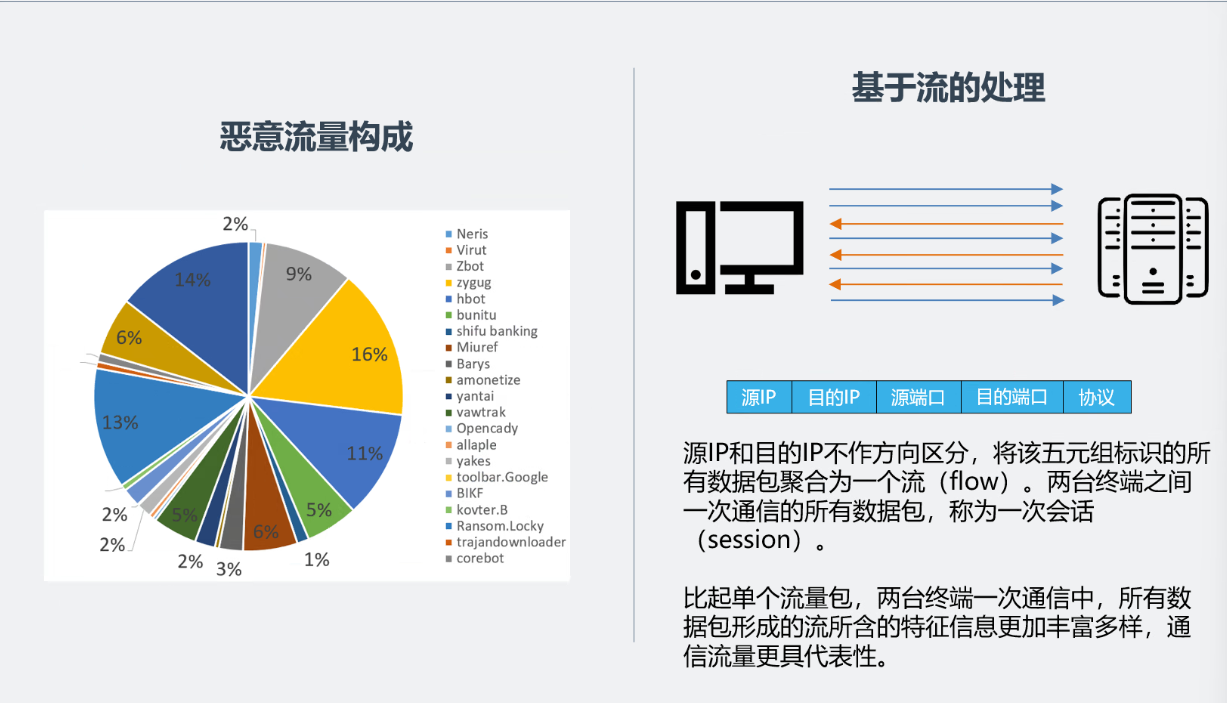 恶意流量构成
2%
14%
9%
6%
16%
13%
11%
5%
5%
6%
2%
2%
2%
3%
1%
Neris
Virut
Zbot
zygug
hbot
bunitu
shifu banking
Miuref
Barys
amonetize
yantai
vawtrak
Opencady
allaple
yakes
toolbar.Google
BIKF
kovter.B
Ransom.Locky
trajandownloader
corebot
基于流的处理
源IP 目的IP 源端口 目的端口 协议
源IP和目的IP不作方向区分，将该五元组标识的所
有数据包聚合为一个流（flow）。两台终端之间
一次通信的所有数据包，称为一次会话
（session）。
比起单个流量包，两台终端一次通信中，所有数
据包形成的流所含的特征信息更加丰富多样，通
信流量更具代表性。